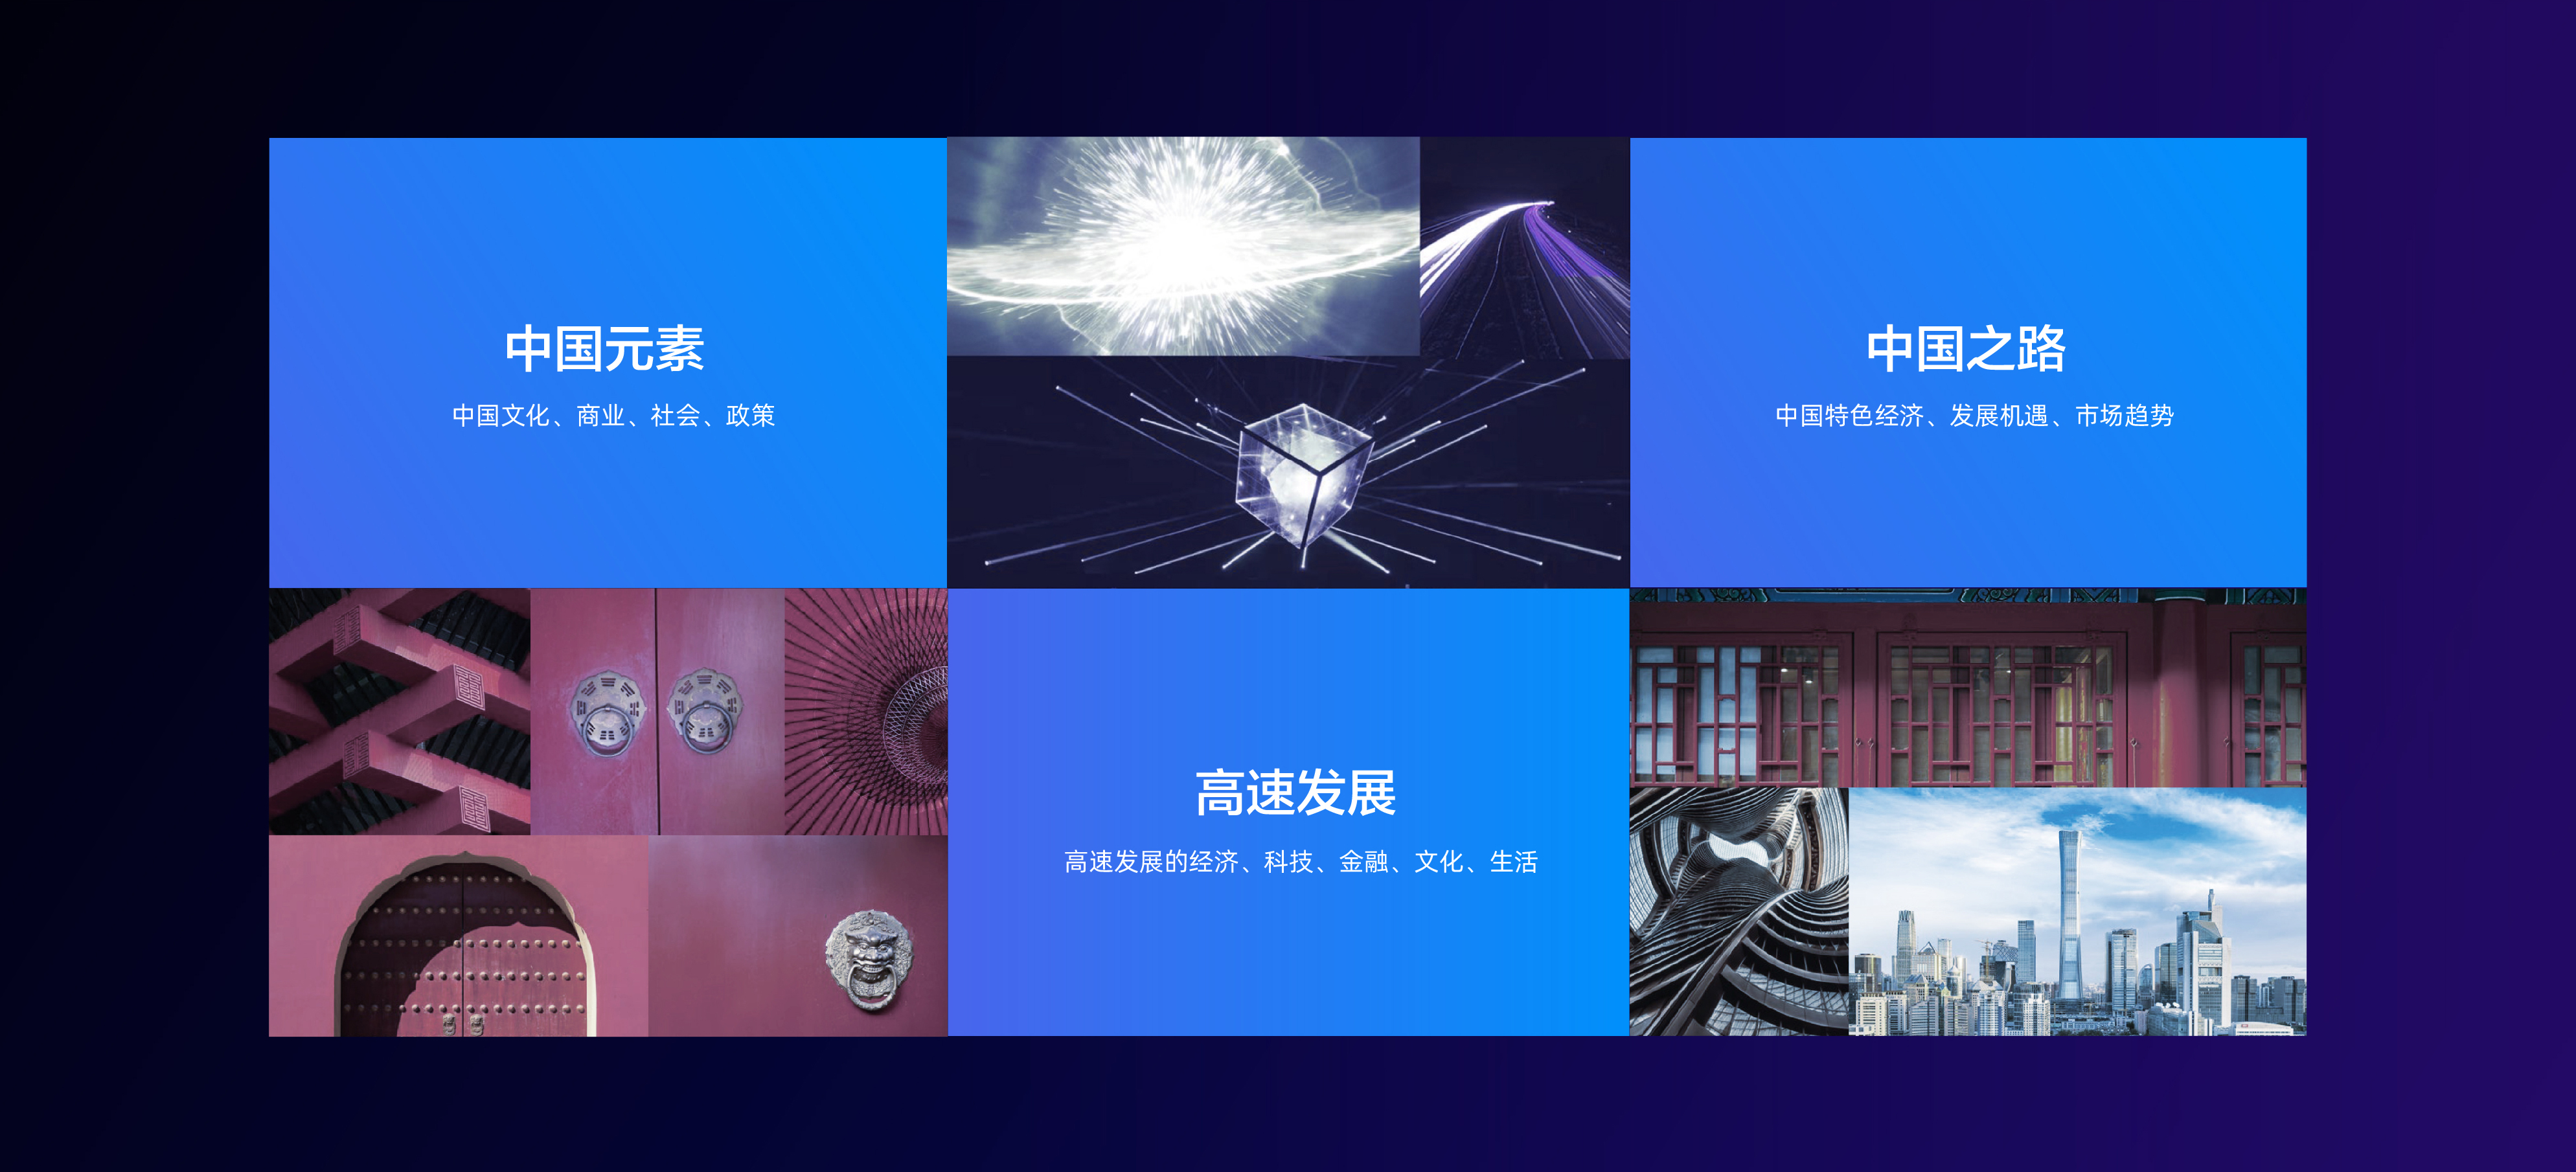 中国元素
中国文化、商业、社会、政策
中国之路
中国特色经济、发展机遇、市场趋势
高速发展
高速发展的经济、科技、金融、文化、生活